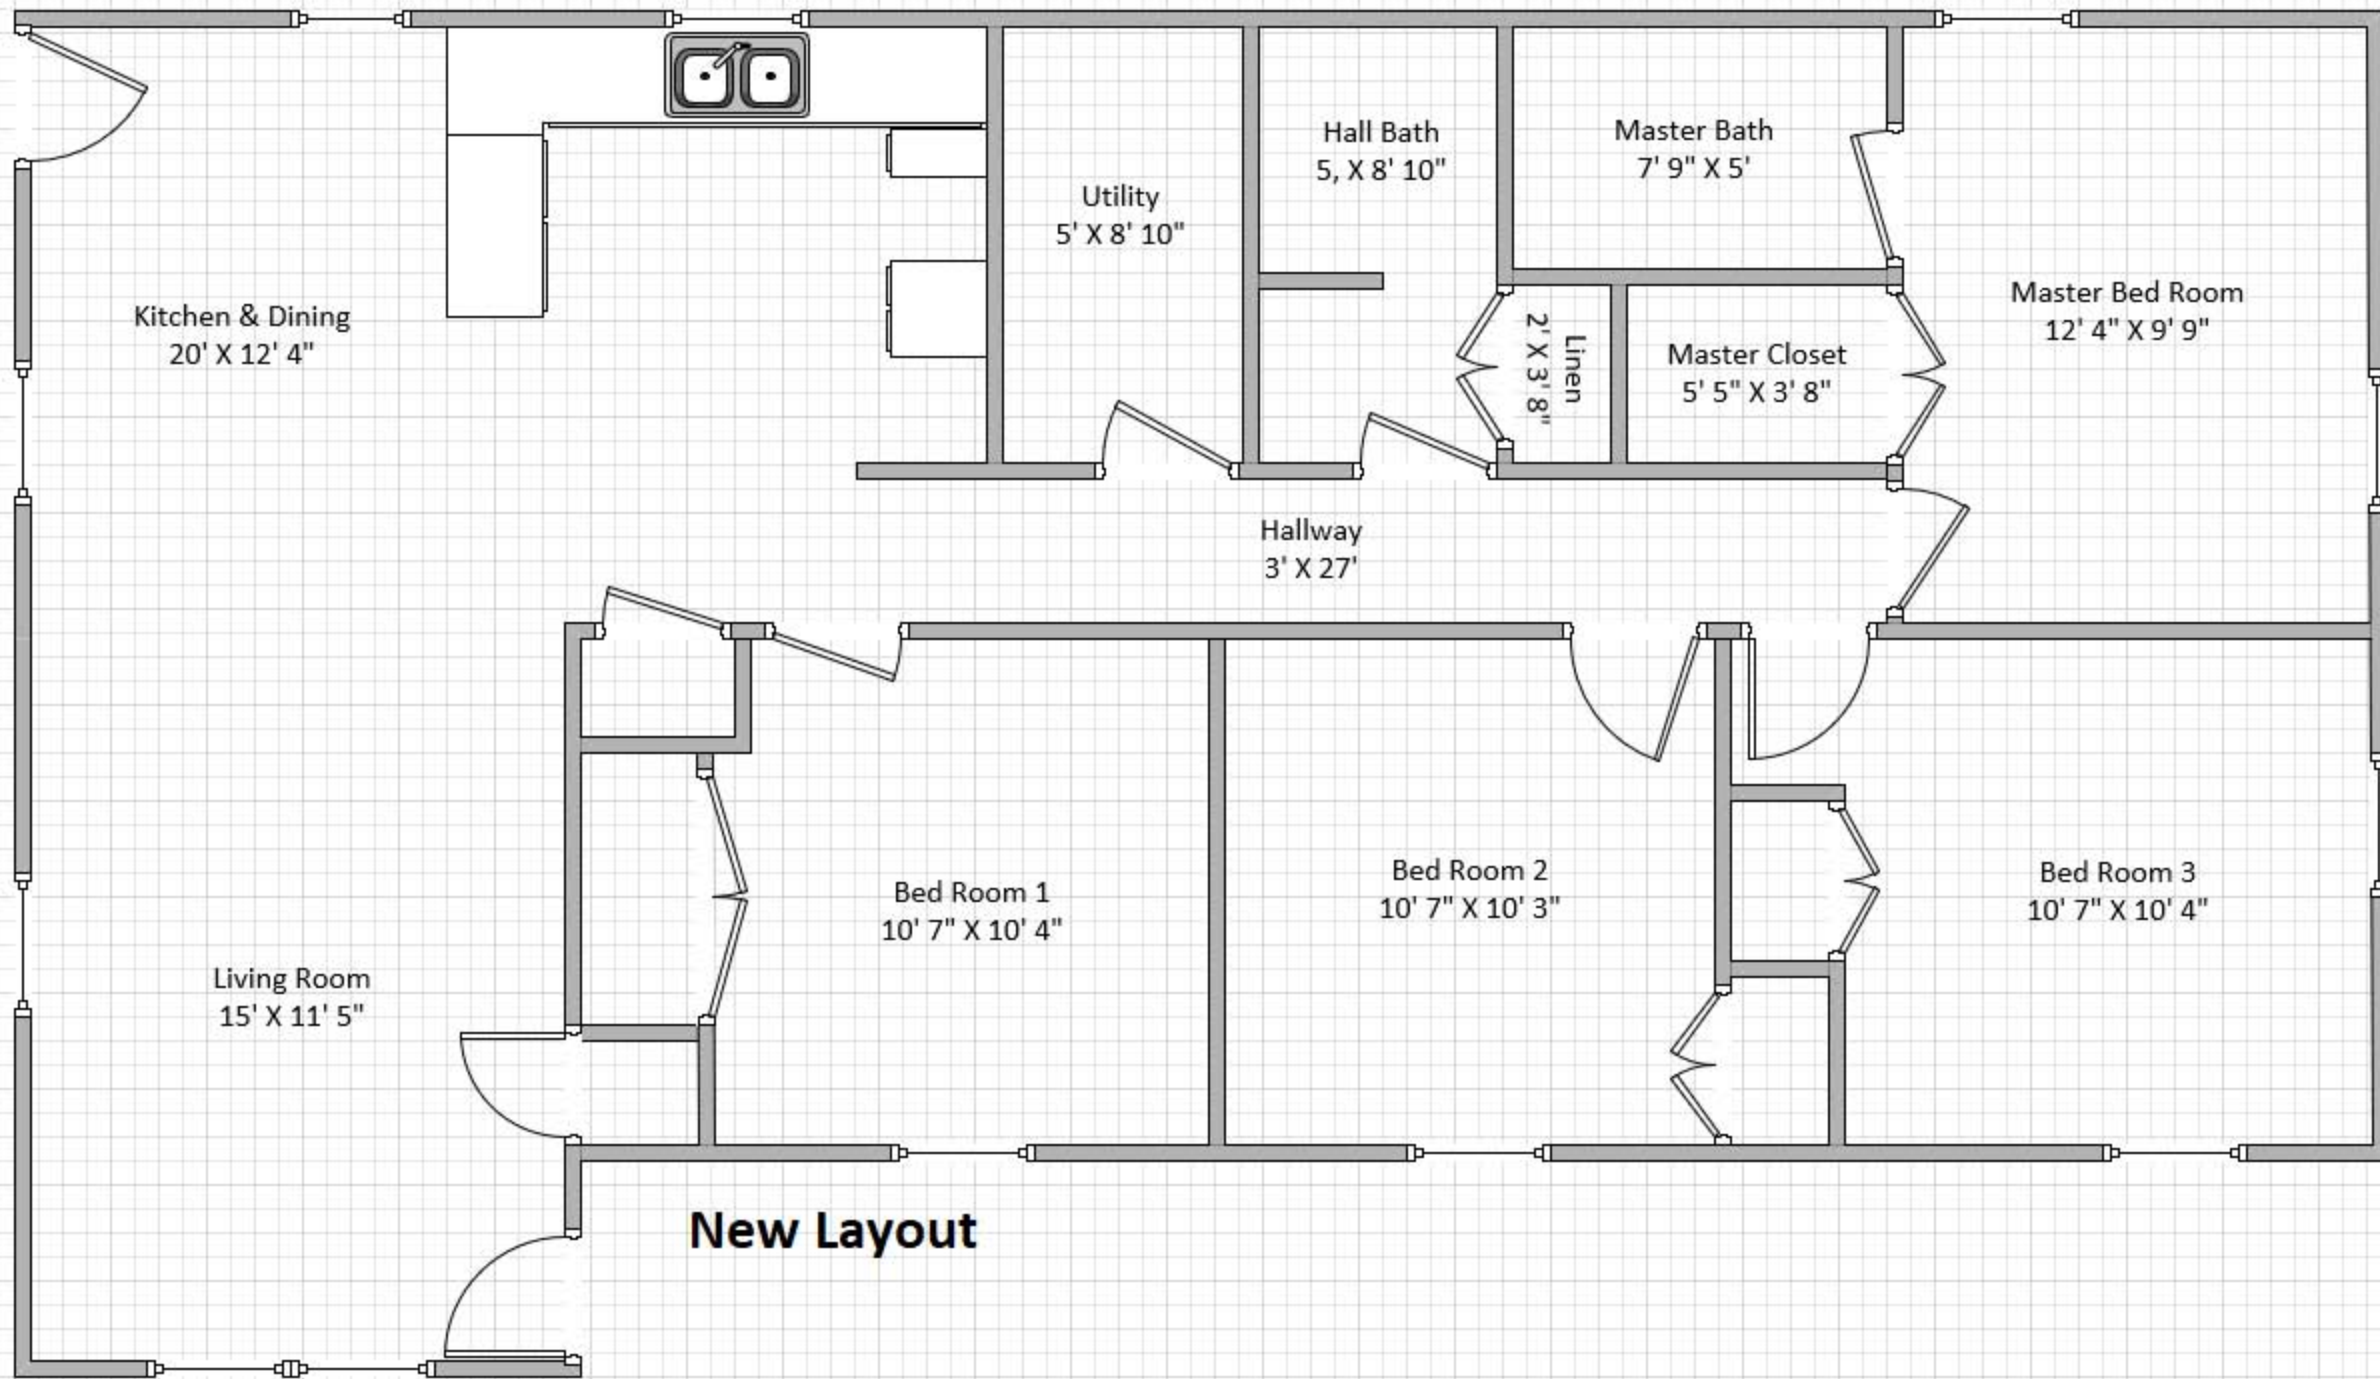 Hall Bath
5, X 8' 10"
Master Bath
7' 9" X 5'
Utility
5' X 8' 10"
Kitchen & Dining
20' X 12' 4"
Linen
2' X 3' 8"
Master Closet
5' 5" X 3' 8"
Master Bed Room
12' 4" X 9' 9"
Hallway
3' X 27'
Living Room
15' X 11' 5"
Bed Room 1
10' 7" X 10' 4"
Bed Room 2
10' 7" X 10' 3"
Bed Room 3
10' 7" X 10' 4"
New Layout